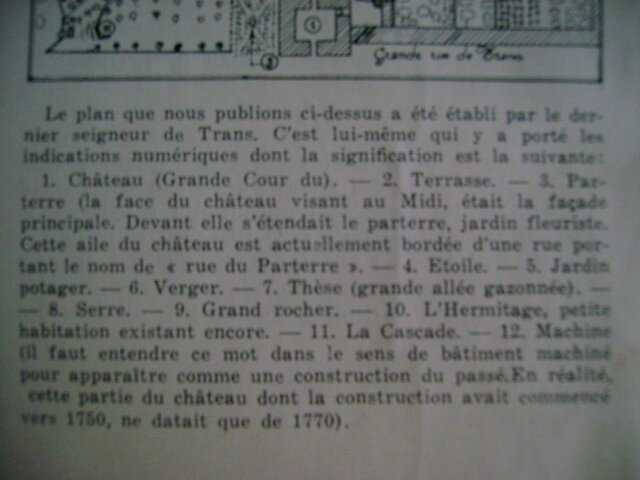 ①
②
Grande rue de Trans
Le plan que nous publions ci-dessus a été établi par le der-
nier seigneur de Trans. C'est lui-même qui y a porté les
indications numériques dont la signification est la suivante:
1. Château (Grande Cour du). — 2. Terrasse. — 3. Par-
terre (la face du château visant au Midi, était la façade
principale. Devant elle s'étendait le parterre, jardin fleuriste.
Cette aile du château est actuellement bordée d'une rue por-
tant le nom de « rue du Parterre ». — 4. Etoile. — 5. Jardin
potager. — 6. Verger. — 7. Thèse (grande allée gazonnée). —
— 8. Serre. — 9. Grand rocher. — 10. L'Hermitage, petite
habitation existant encore. — 11. La Cascade. — 12. Machine
(il faut entendre ce mot dans le sens de bâtiment machiné
pour apparaître comme une construction du passé.En réalité,
cette partie du château dont la construction avait commencé
vers 1750, ne datait que de 1770).